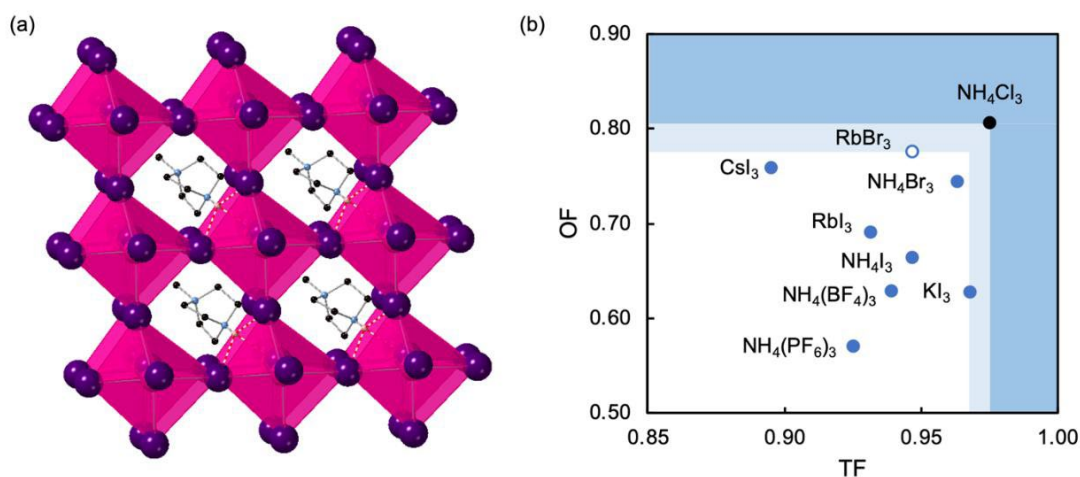 (a)
(b)
0.90
NH₄Cl₃
0.80
RbBr₃
CsI₃
NH₄Br₃
OF
0.70
RbI₃
NH₄I₃
NH₄(BF₄)₃
KI₃
0.60
NH₄(PF₆)₃
0.50
0.85
0.90
0.95
1.00
TF